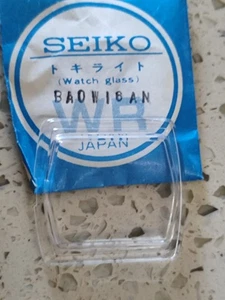 SEIKO
トキライト
(Watch glass)
BA0W18AN
WR
JAPAN